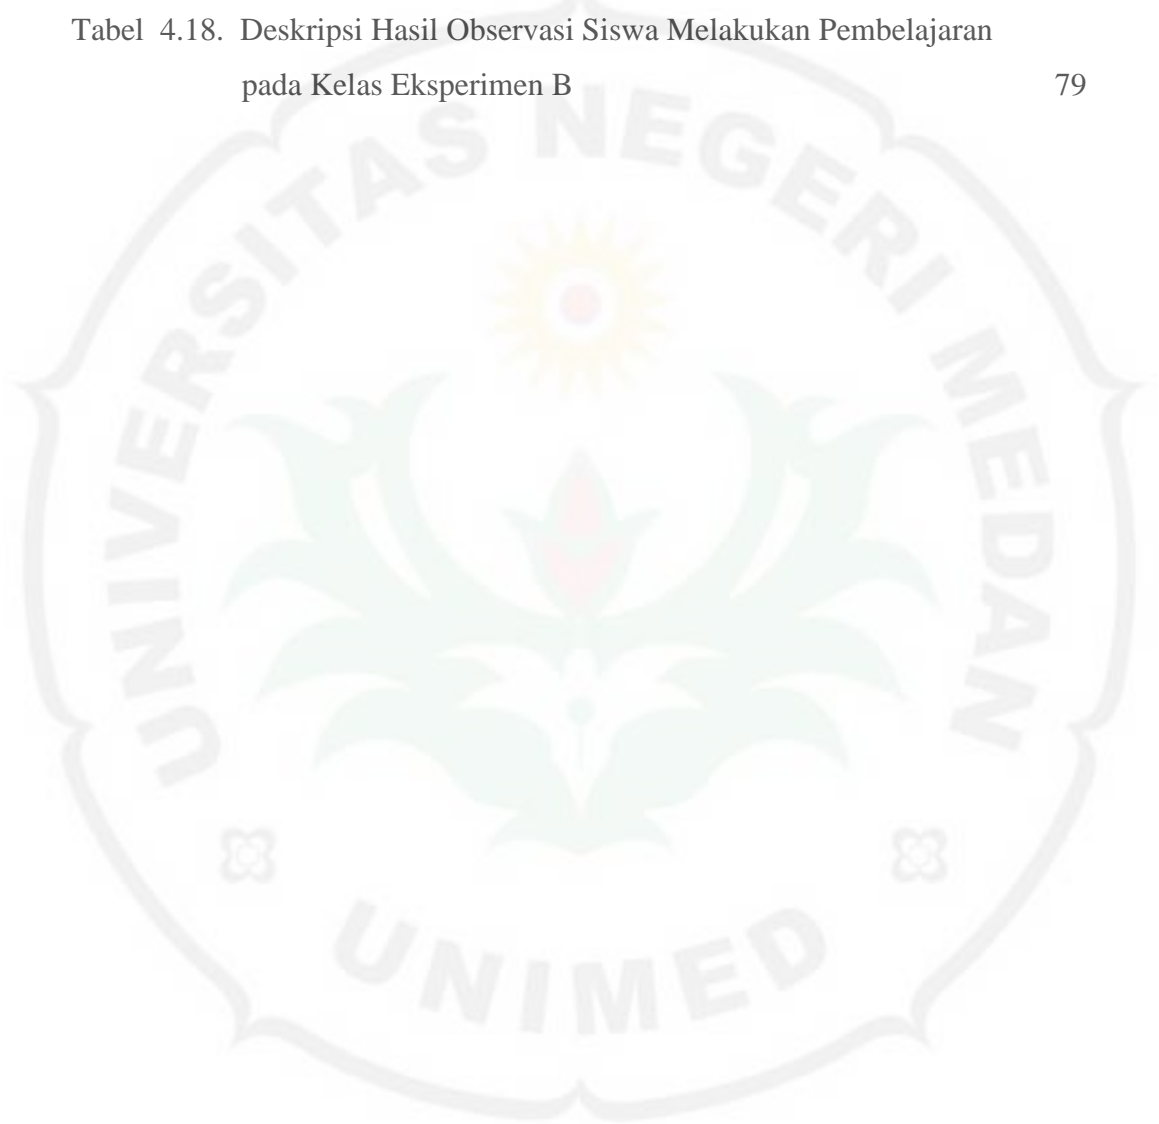 Tabel 4.18. Deskripsi Hasil Observasi Siswa Melakukan Pembelajaran
pada Kelas Eksperimen B 79
UNIVERSITAS NEGERI MEDAN
UNIMED